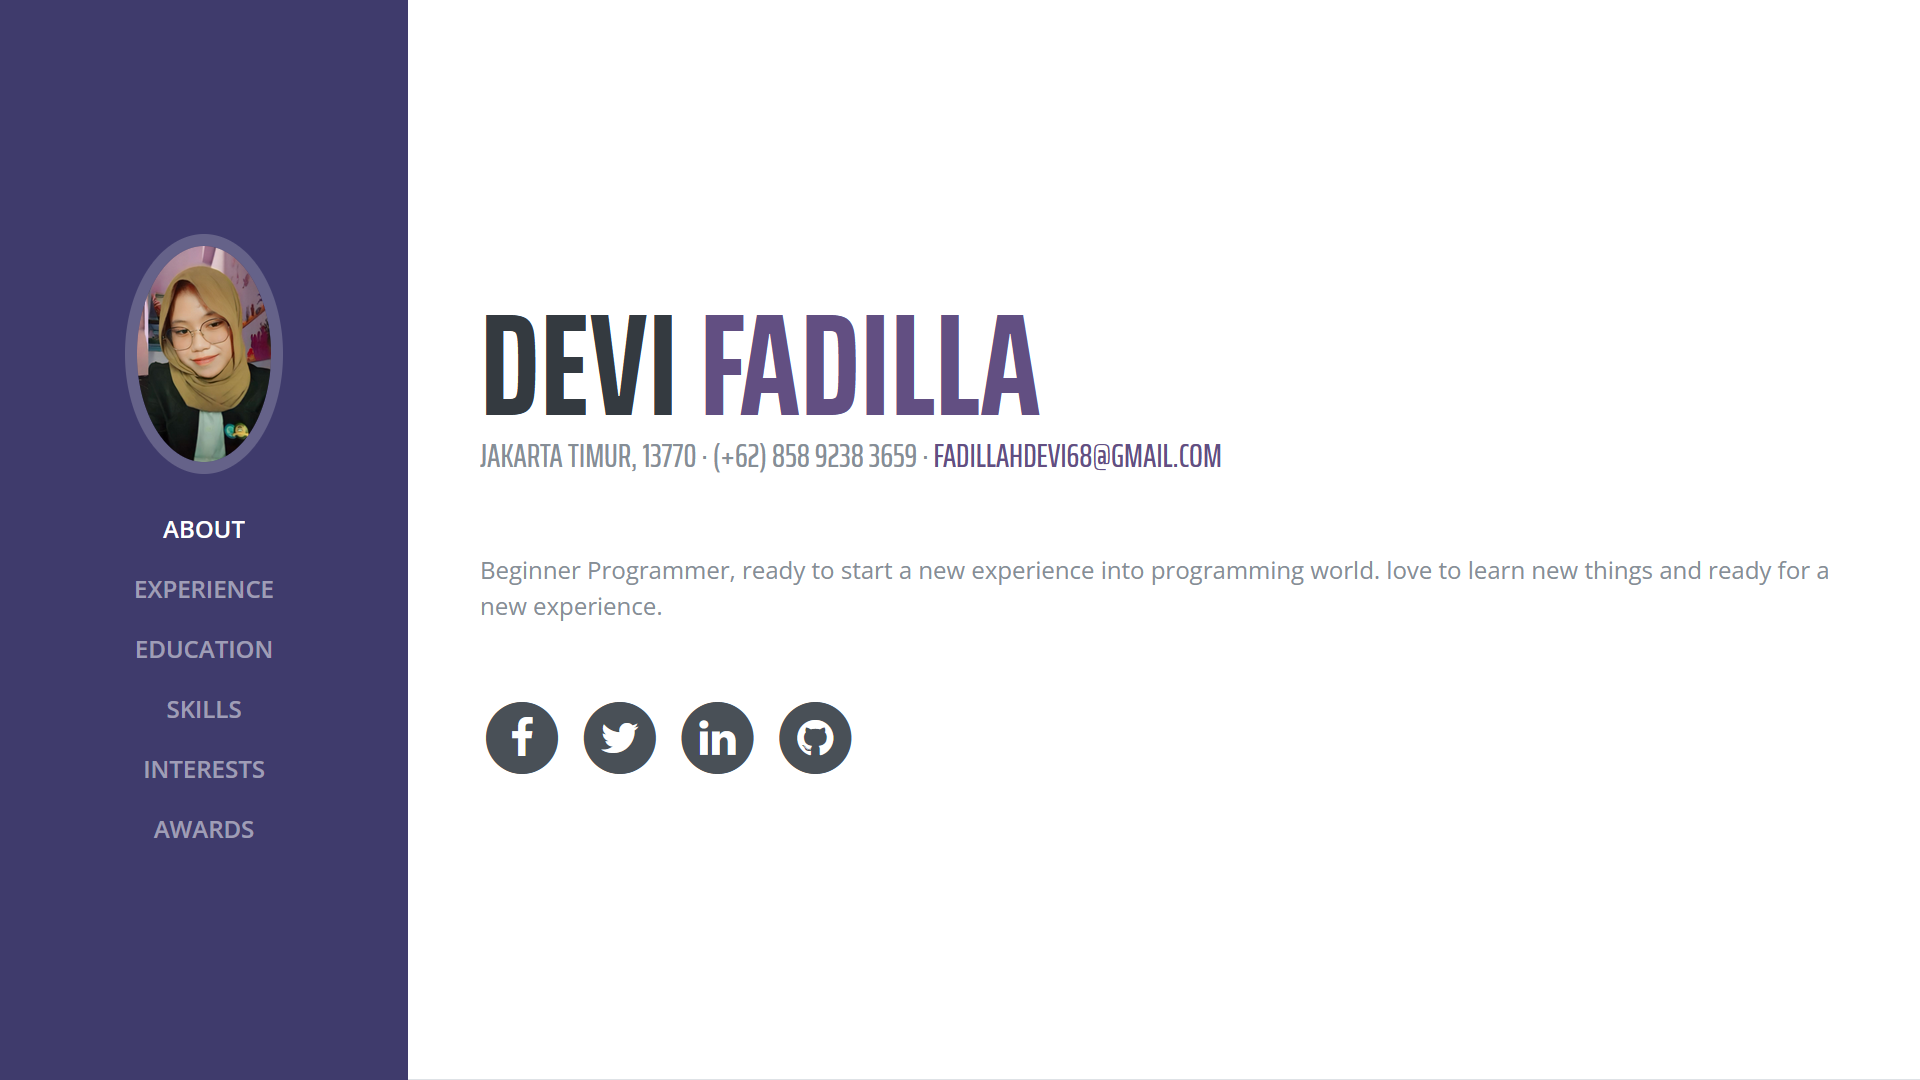 ABOUT
EXPERIENCE
EDUCATION
SKILLS
INTERESTS
AWARDS
DEVI FADILLA
JAKARTA TIMUR, 13770 · (+62) 858 9238 3659 · FADILLAHDEVI68@GMAIL.COM
Beginner Programmer, ready to start a new experience into programming world. love to learn new things and ready for a
new experience.